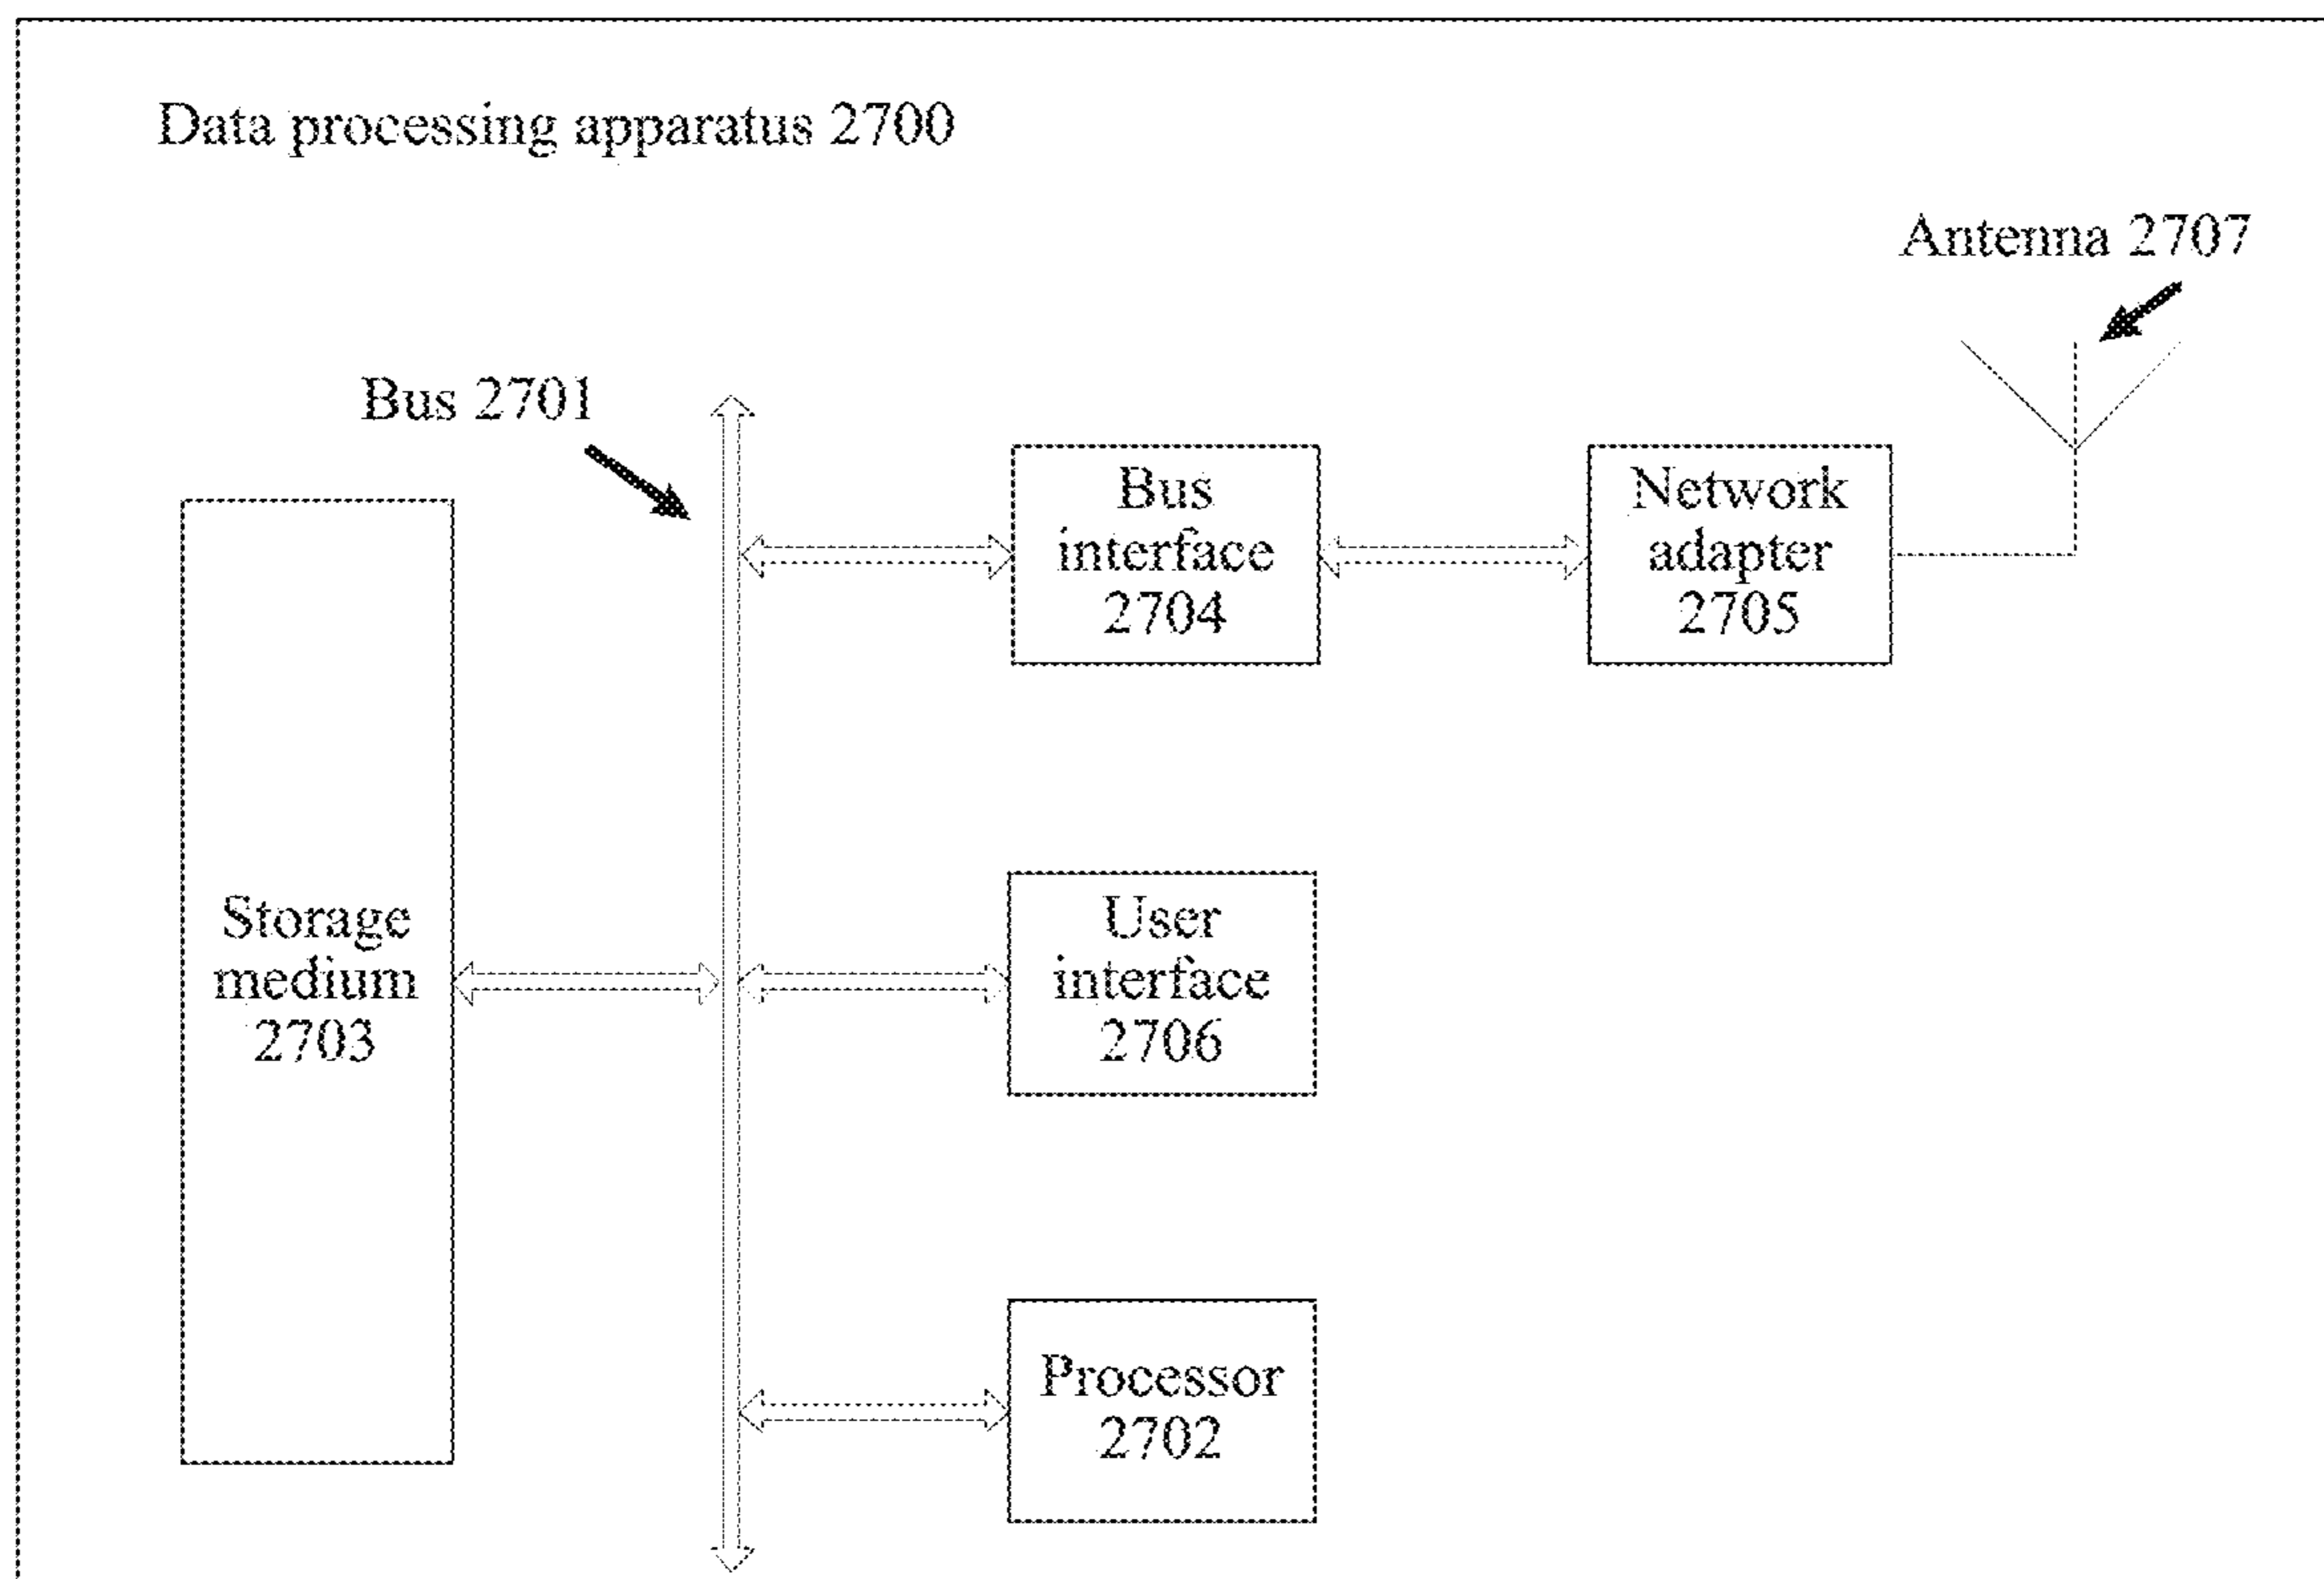 Data processing apparatus 2700
Antenna 2707
Bus 2701
Bus
interface
2704
Network
adapter
2705
Storage
medium
2703
User
interface
2706
Processor
2702